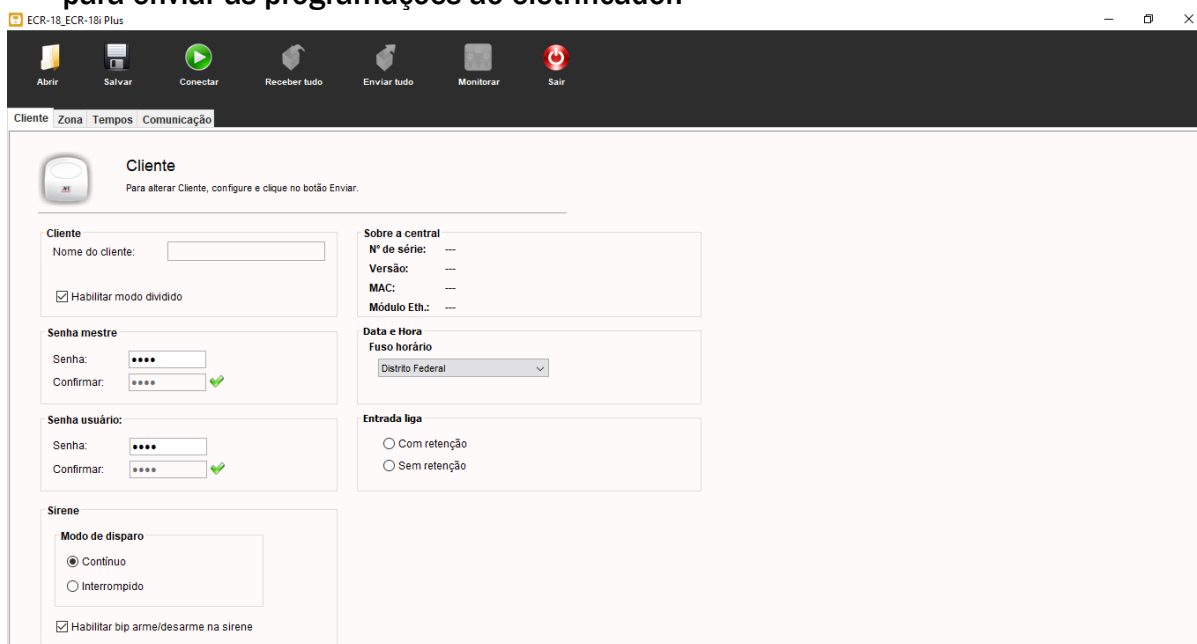 para enviar as programações ao eletrificador.
ECR-18_ECR-18i Plus
Abrir Salvar Conectar Receber tudo Enviar tudo Monitorar Sair
Cliente Zona Tempos Comunicação
Cliente
Para alterar Cliente, configure e clique no botão Enviar.
Cliente
Nome do cliente:
Habilitar modo dividido
Senha mestre
Senha:
Confirmar:
Senha usuário:
Senha:
Confirmar:
Sirene
Modo de disparo
Contínuo
Interrompido
Habilitar bip arme/desarme na sirene
Sobre a central
Nº de série: ---
Versão: ---
MAC: ---
Módulo Eth.: ---
Data e Hora
Fuso horário
Distrito Federal
Entrada liga
Com retenção
Sem retenção